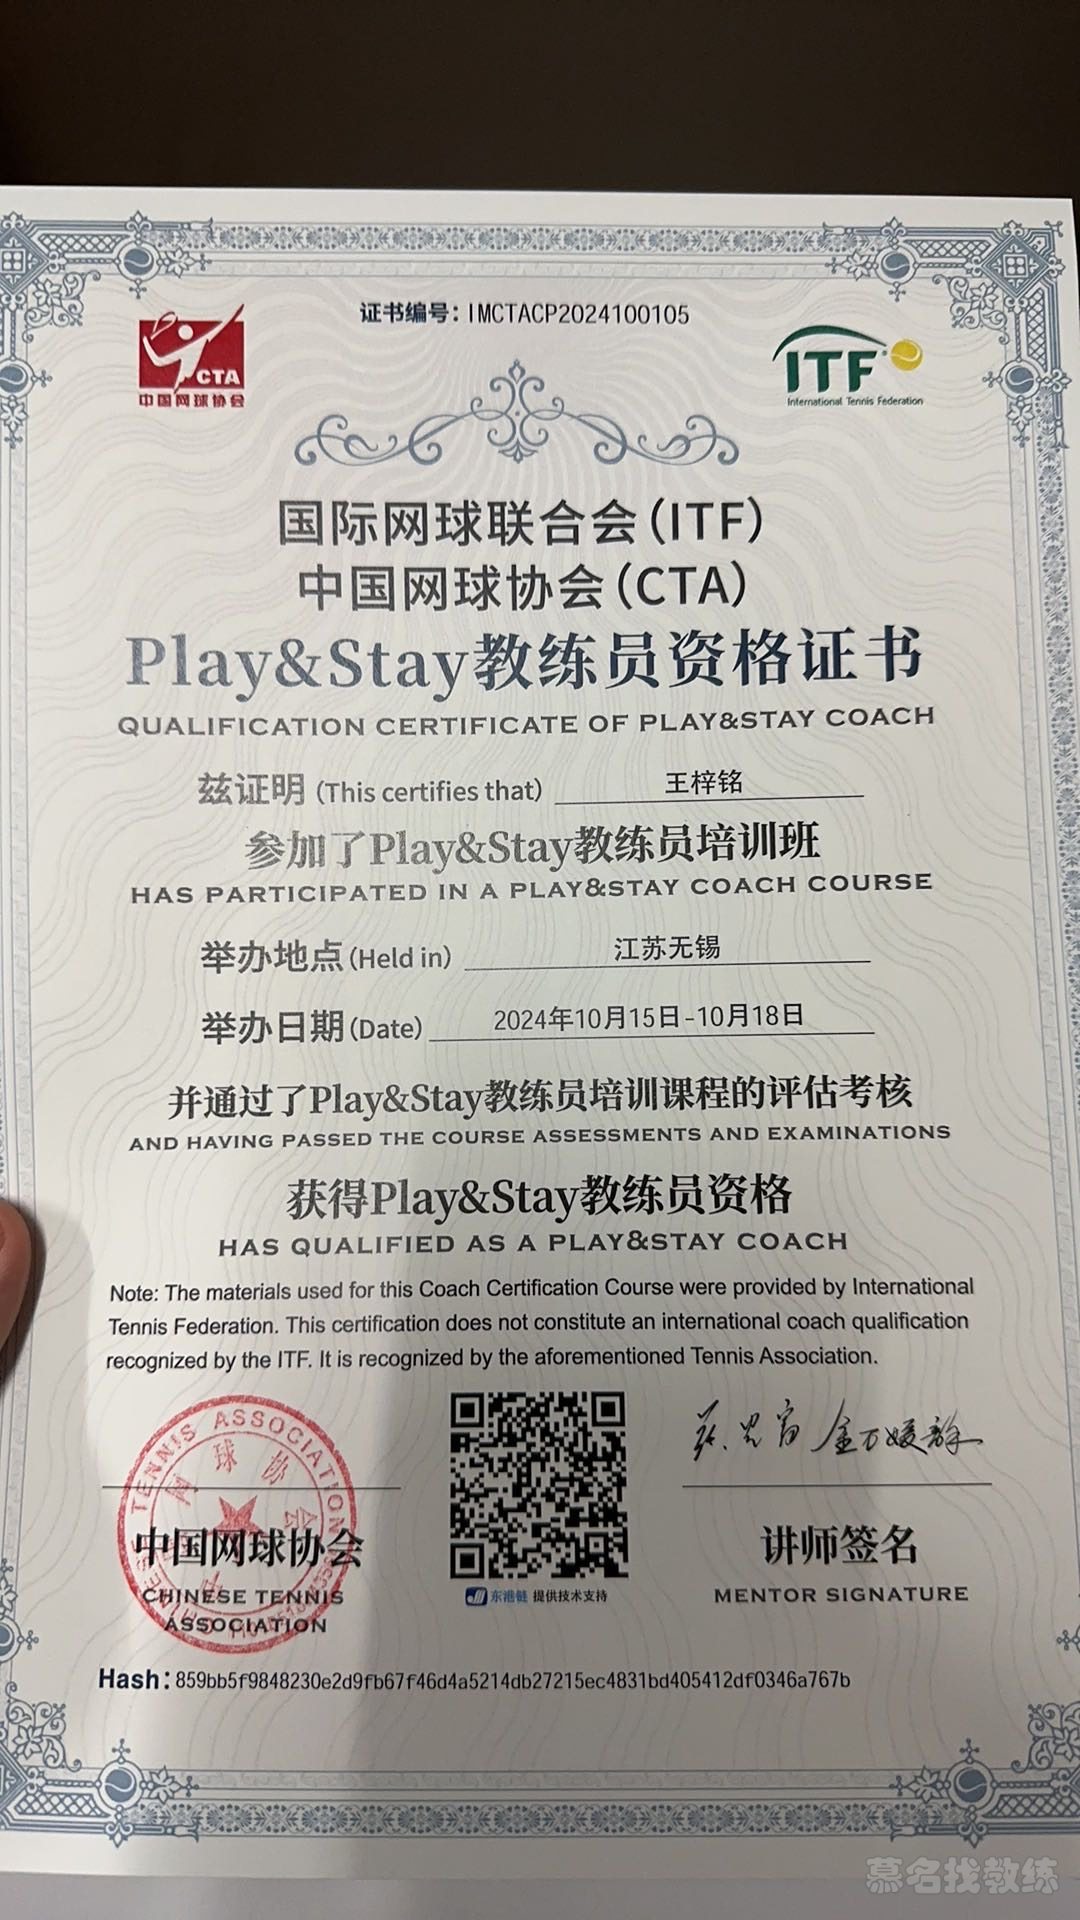 证书编号：IMCTACP2024100105
CTA
中国网球协会
ITF
International Tennis Federation
国际网球联合会（ITF）
中国网球协会（CTA）
Play&Stay教练员资格证书
QUALIFICATION CERTIFICATE OF PLAY&STAY COACH
兹证明 (This certifies that) 王梓铭
参加了Play&Stay教练员培训班
HAS PARTICIPATED IN A PLAY&STAY COACH COURSE
举办地点(Held in) 江苏无锡
举办日期(Date) 2024年10月15日-10月18日
并通过了Play&Stay教练员培训课程的评估考核
AND HAVING PASSED THE COURSE ASSESSMENTS AND EXAMINATIONS
获得Play&Stay教练员资格
HAS QUALIFIED AS A PLAY&STAY COACH
Note: The materials used for this Coach Certification Course were provided by International
Tennis Federation. This certification does not constitute an international coach qualification
recognized by the ITF. It is recognized by the aforementioned Tennis Association.
TENNIS ASSOCIATION
中国网球协会
中国网球协会
CHINESE TENNIS
ASSOCIATION
东港链 提供技术支持
讲师签名
MENTOR SIGNATURE
Hash：859bb5f9848230e2d9fb67f46d4a5214db27215ec4831bd405412df0346a767b
慕名找教练